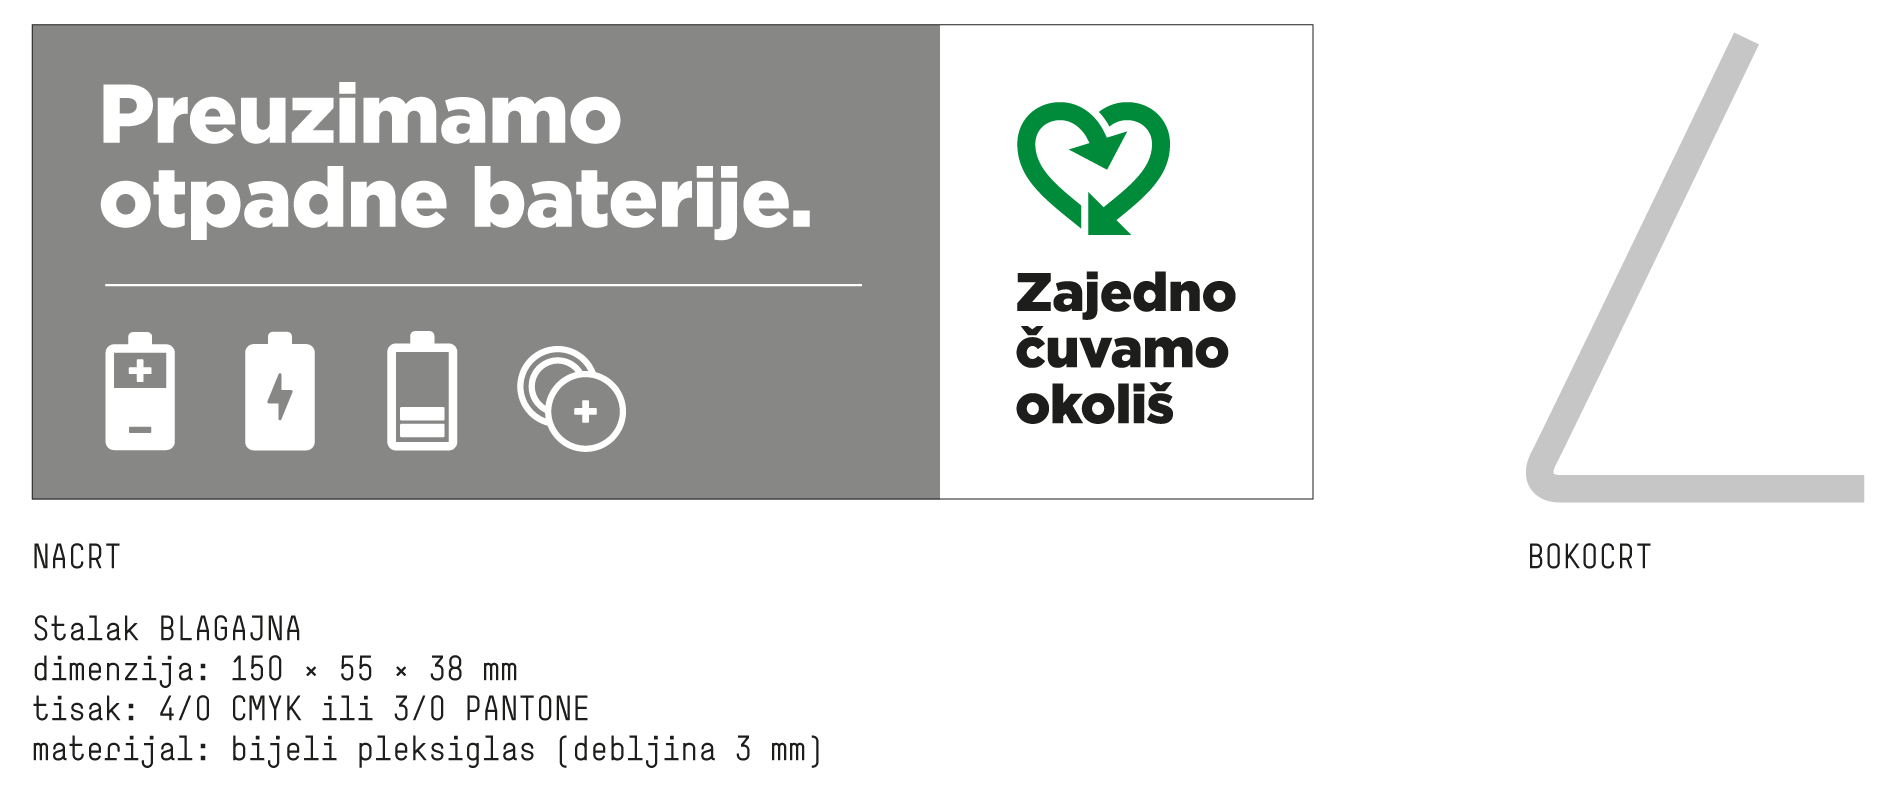 Preuzimamo
otpadne baterije.
Zajedno
čuvamo
okoliš
NACRT
BOKOCRT
Stalak BLAGAJNA
dimenzija: 150 × 55 × 38 mm
tisak: 4/0 CMYK ili 3/0 PANTONE
materijal: bijeli pleksiglas (debljina 3 mm)